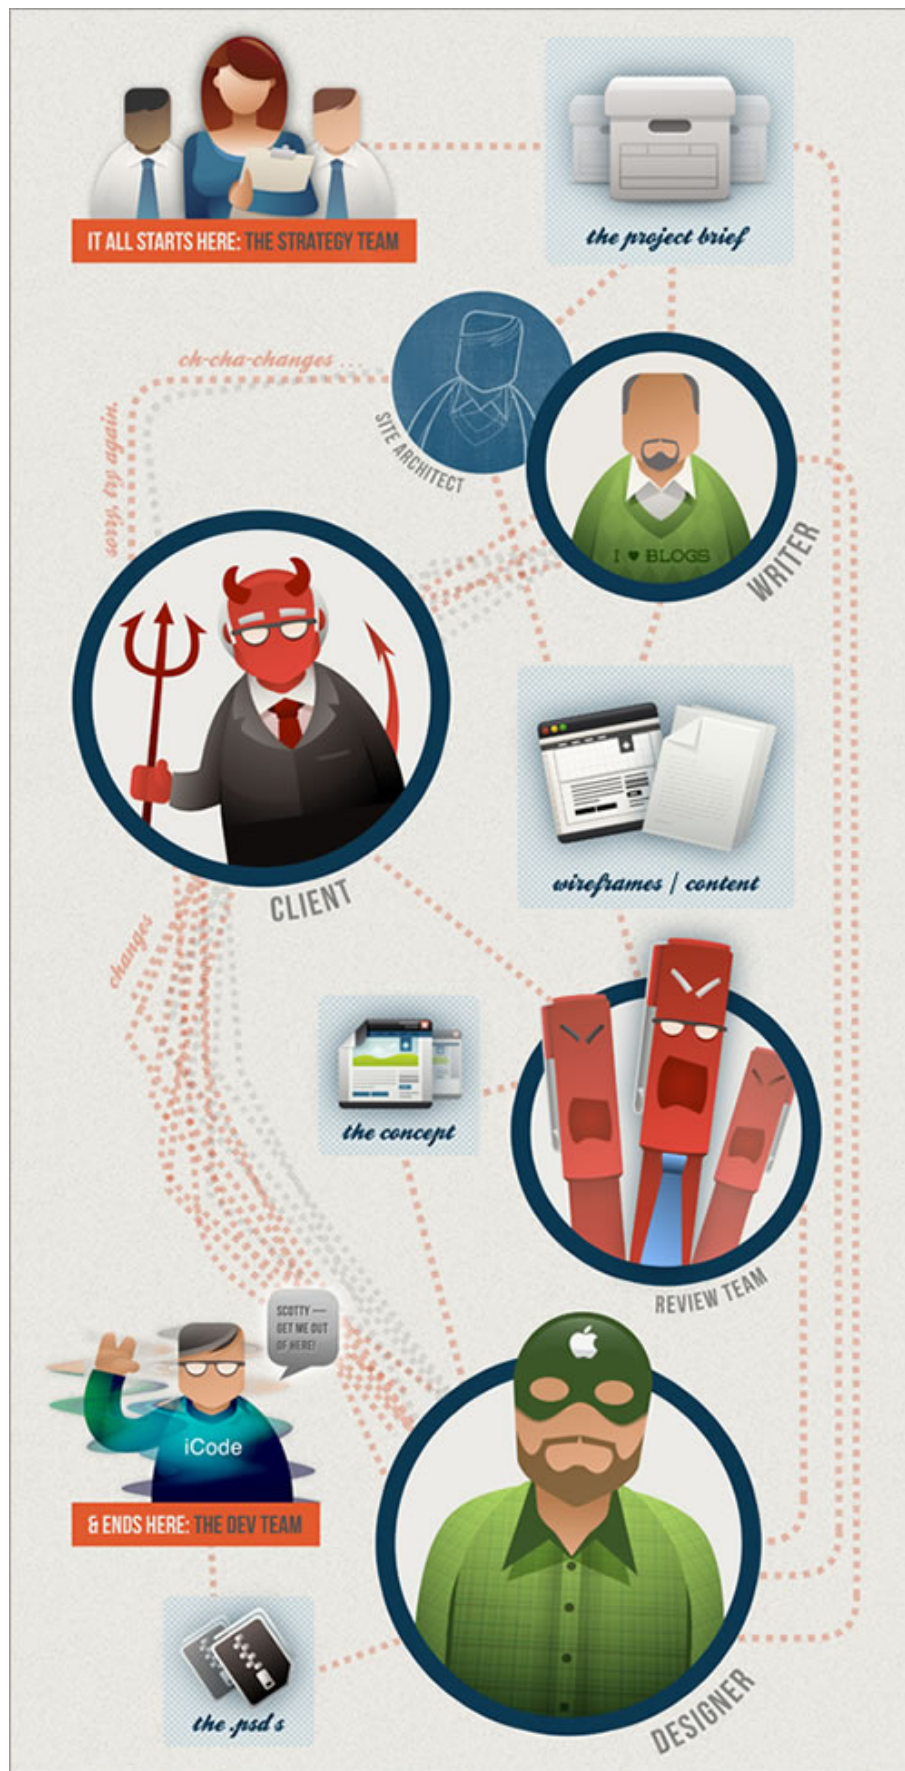 IT ALL STARTS HERE: THE STRATEGY TEAM
the project brief
ch-cha-changes ...
sorry, try again.
SITE ARCHITECT
I ♥ BLOGS
WRITER
CLIENT
wireframes | content
changes
the concept
REVIEW TEAM
SCOTTY —
GET ME OUT
OF HERE!
iCode
& ENDS HERE: THE DEV TEAM
the .psd's
DESIGNER